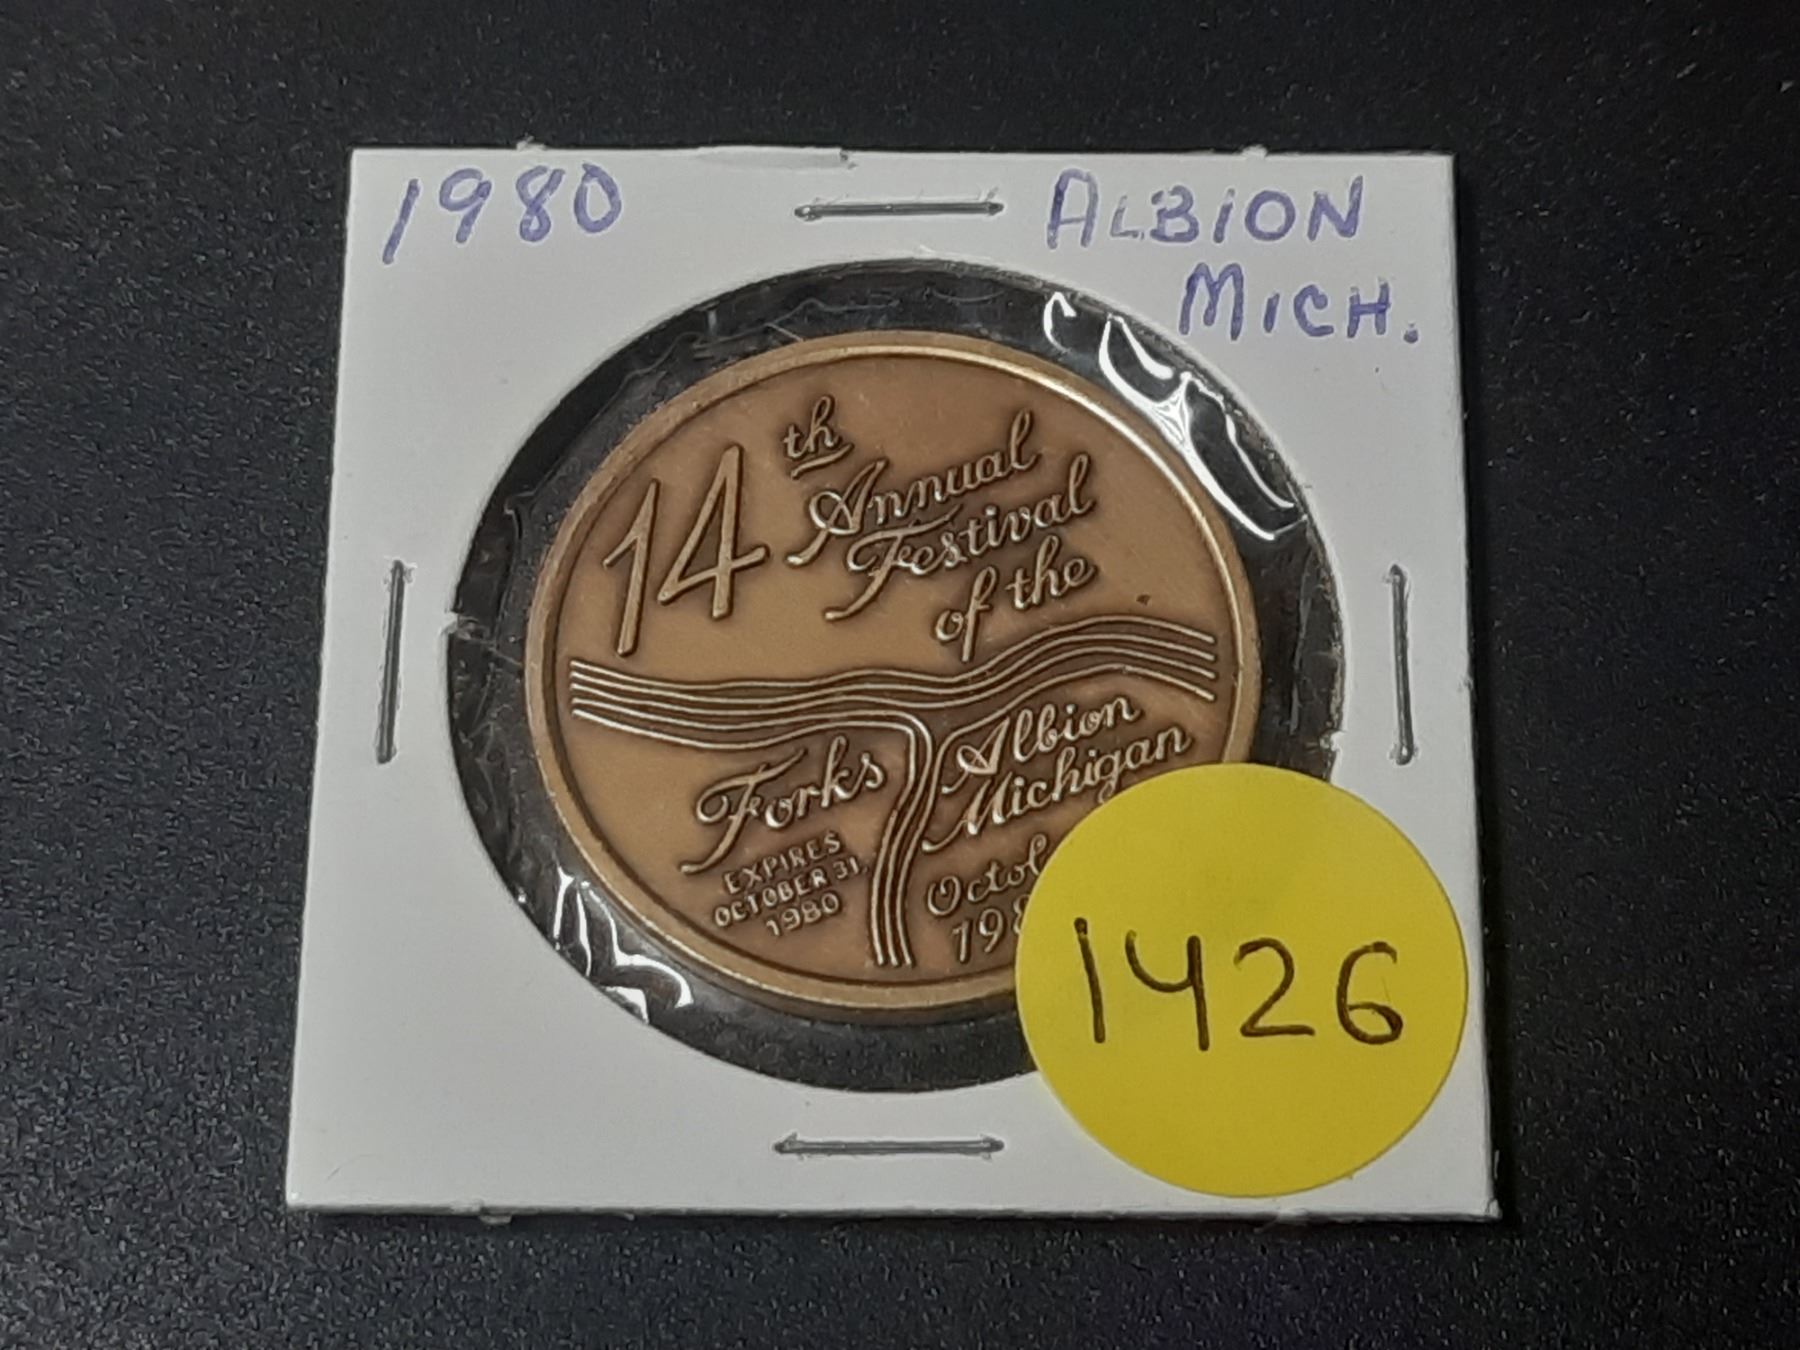 1980
ALBION
MICH.
14th Annual
Festival
of the
Forks
Albion
Michigan
EXPIRES
OCTOBER 31,
1980
1426